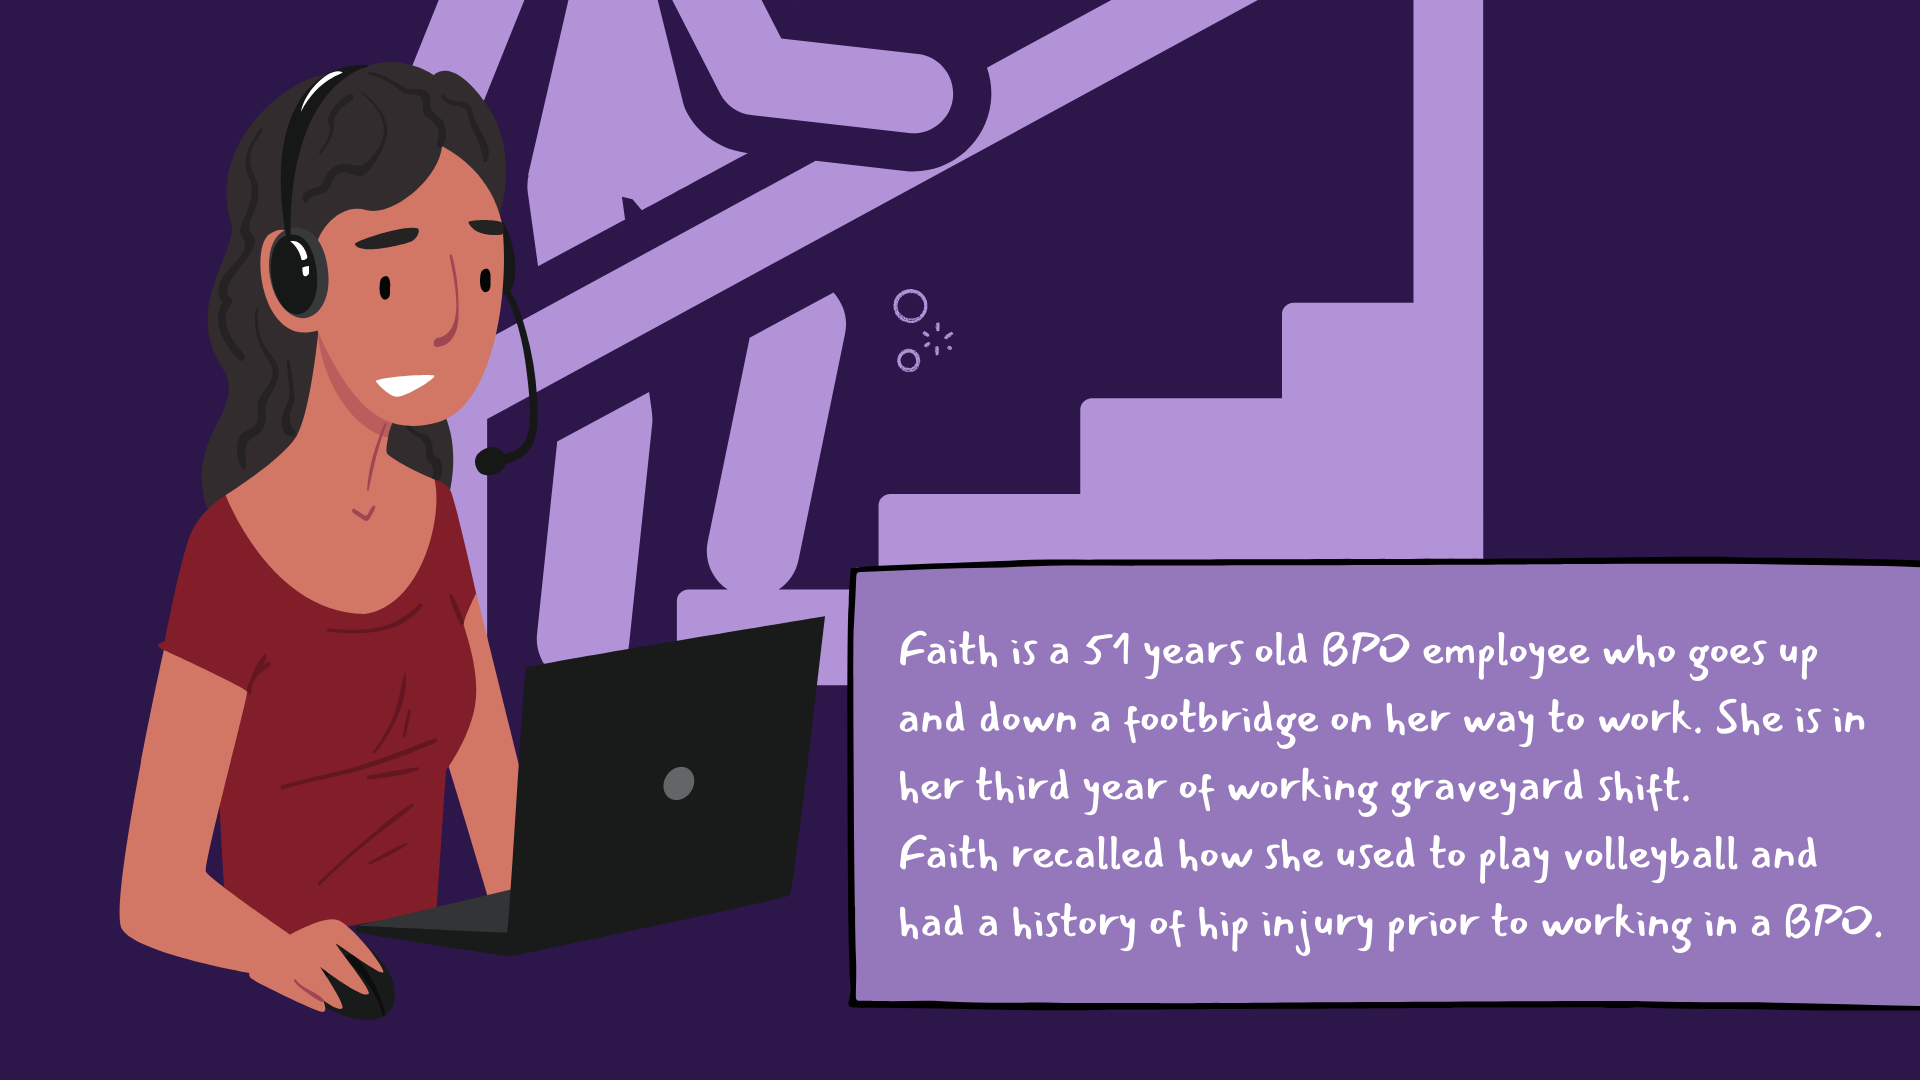 Faith is a 51 years old BPO employee who goes up
and down a footbridge on her way to work. She is in
her third year of working graveyard shift.
Faith recalled how she used to play volleyball and
had a history of hip injury prior to working in a BPO.